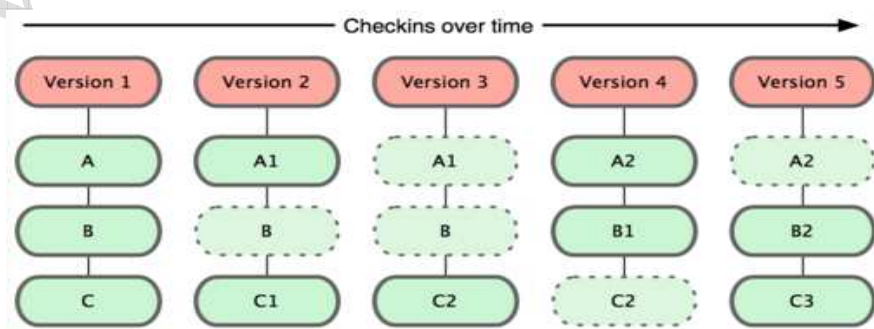 Checkins over time
Version 1 Version 2 Version 3 Version 4 Version 5
A A1 A1 A2 A2
B B B B1 B2
C C1 C2 C2 C3